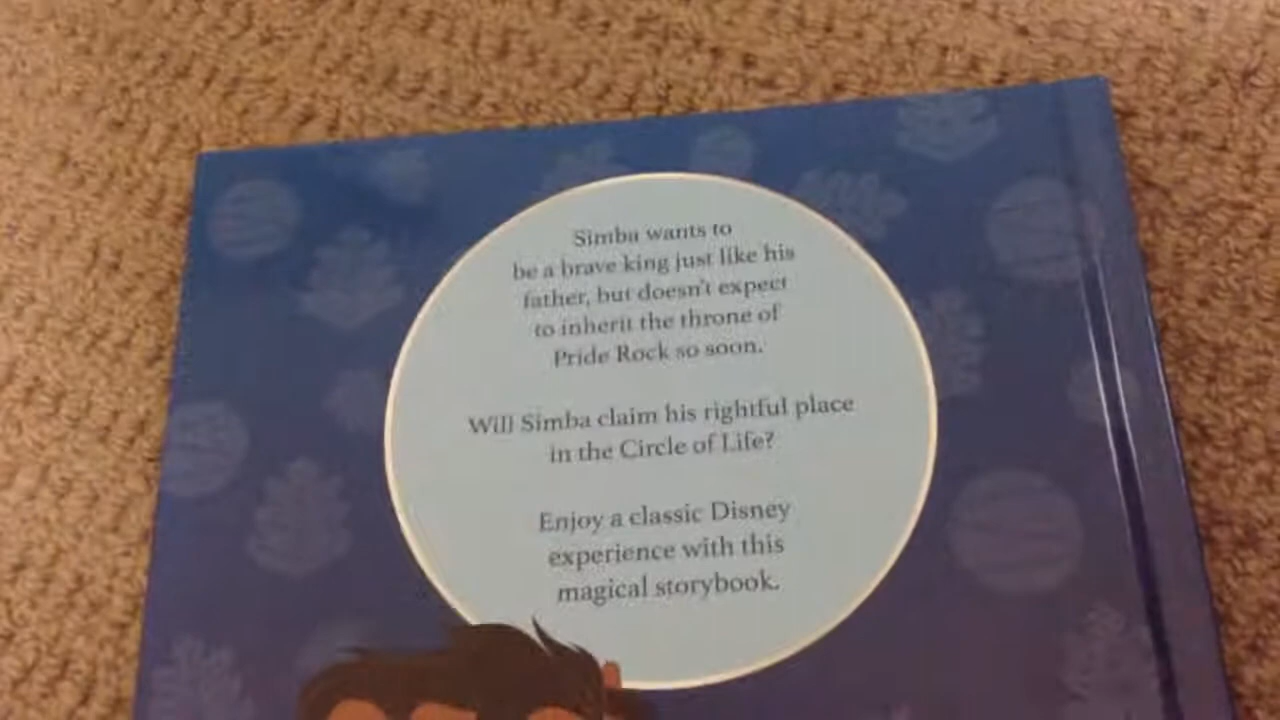 Simba wants to
be a brave king just like his
father, but doesn't expect
to inherit the throne of
Pride Rock so soon.
Will Simba claim his rightful place
in the Circle of Life?
Enjoy a classic Disney
experience with this
magical storybook.